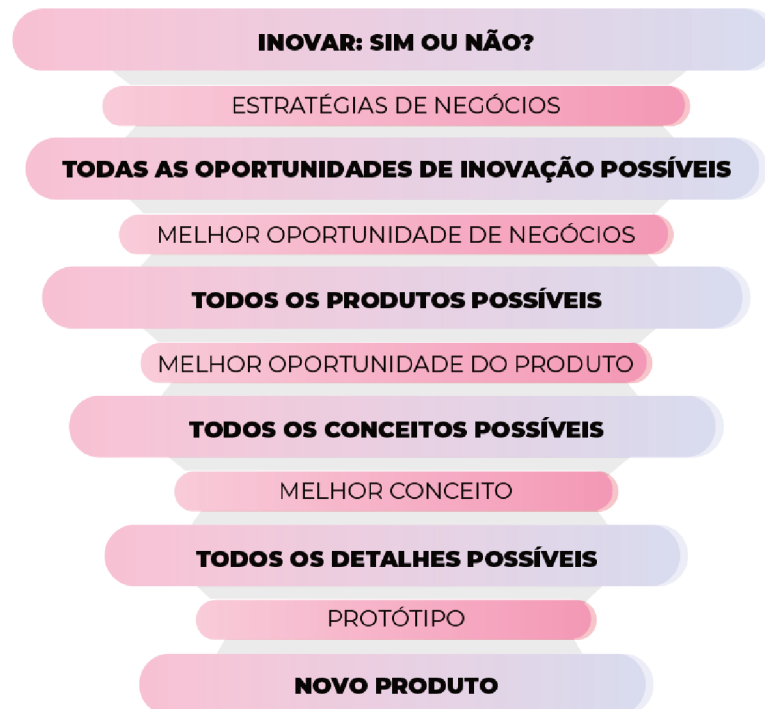 INOVAR: SIM OU NÃO?
ESTRATÉGIAS DE NEGÓCIOS
TODAS AS OPORTUNIDADES DE INOVAÇÃO POSSÍVEIS
MELHOR OPORTUNIDADE DE NEGÓCIOS
TODOS OS PRODUTOS POSSÍVEIS
MELHOR OPORTUNIDADE DO PRODUTO
TODOS OS CONCEITOS POSSÍVEIS
MELHOR CONCEITO
TODOS OS DETALHES POSSÍVEIS
PROTÓTIPO
NOVO PRODUTO